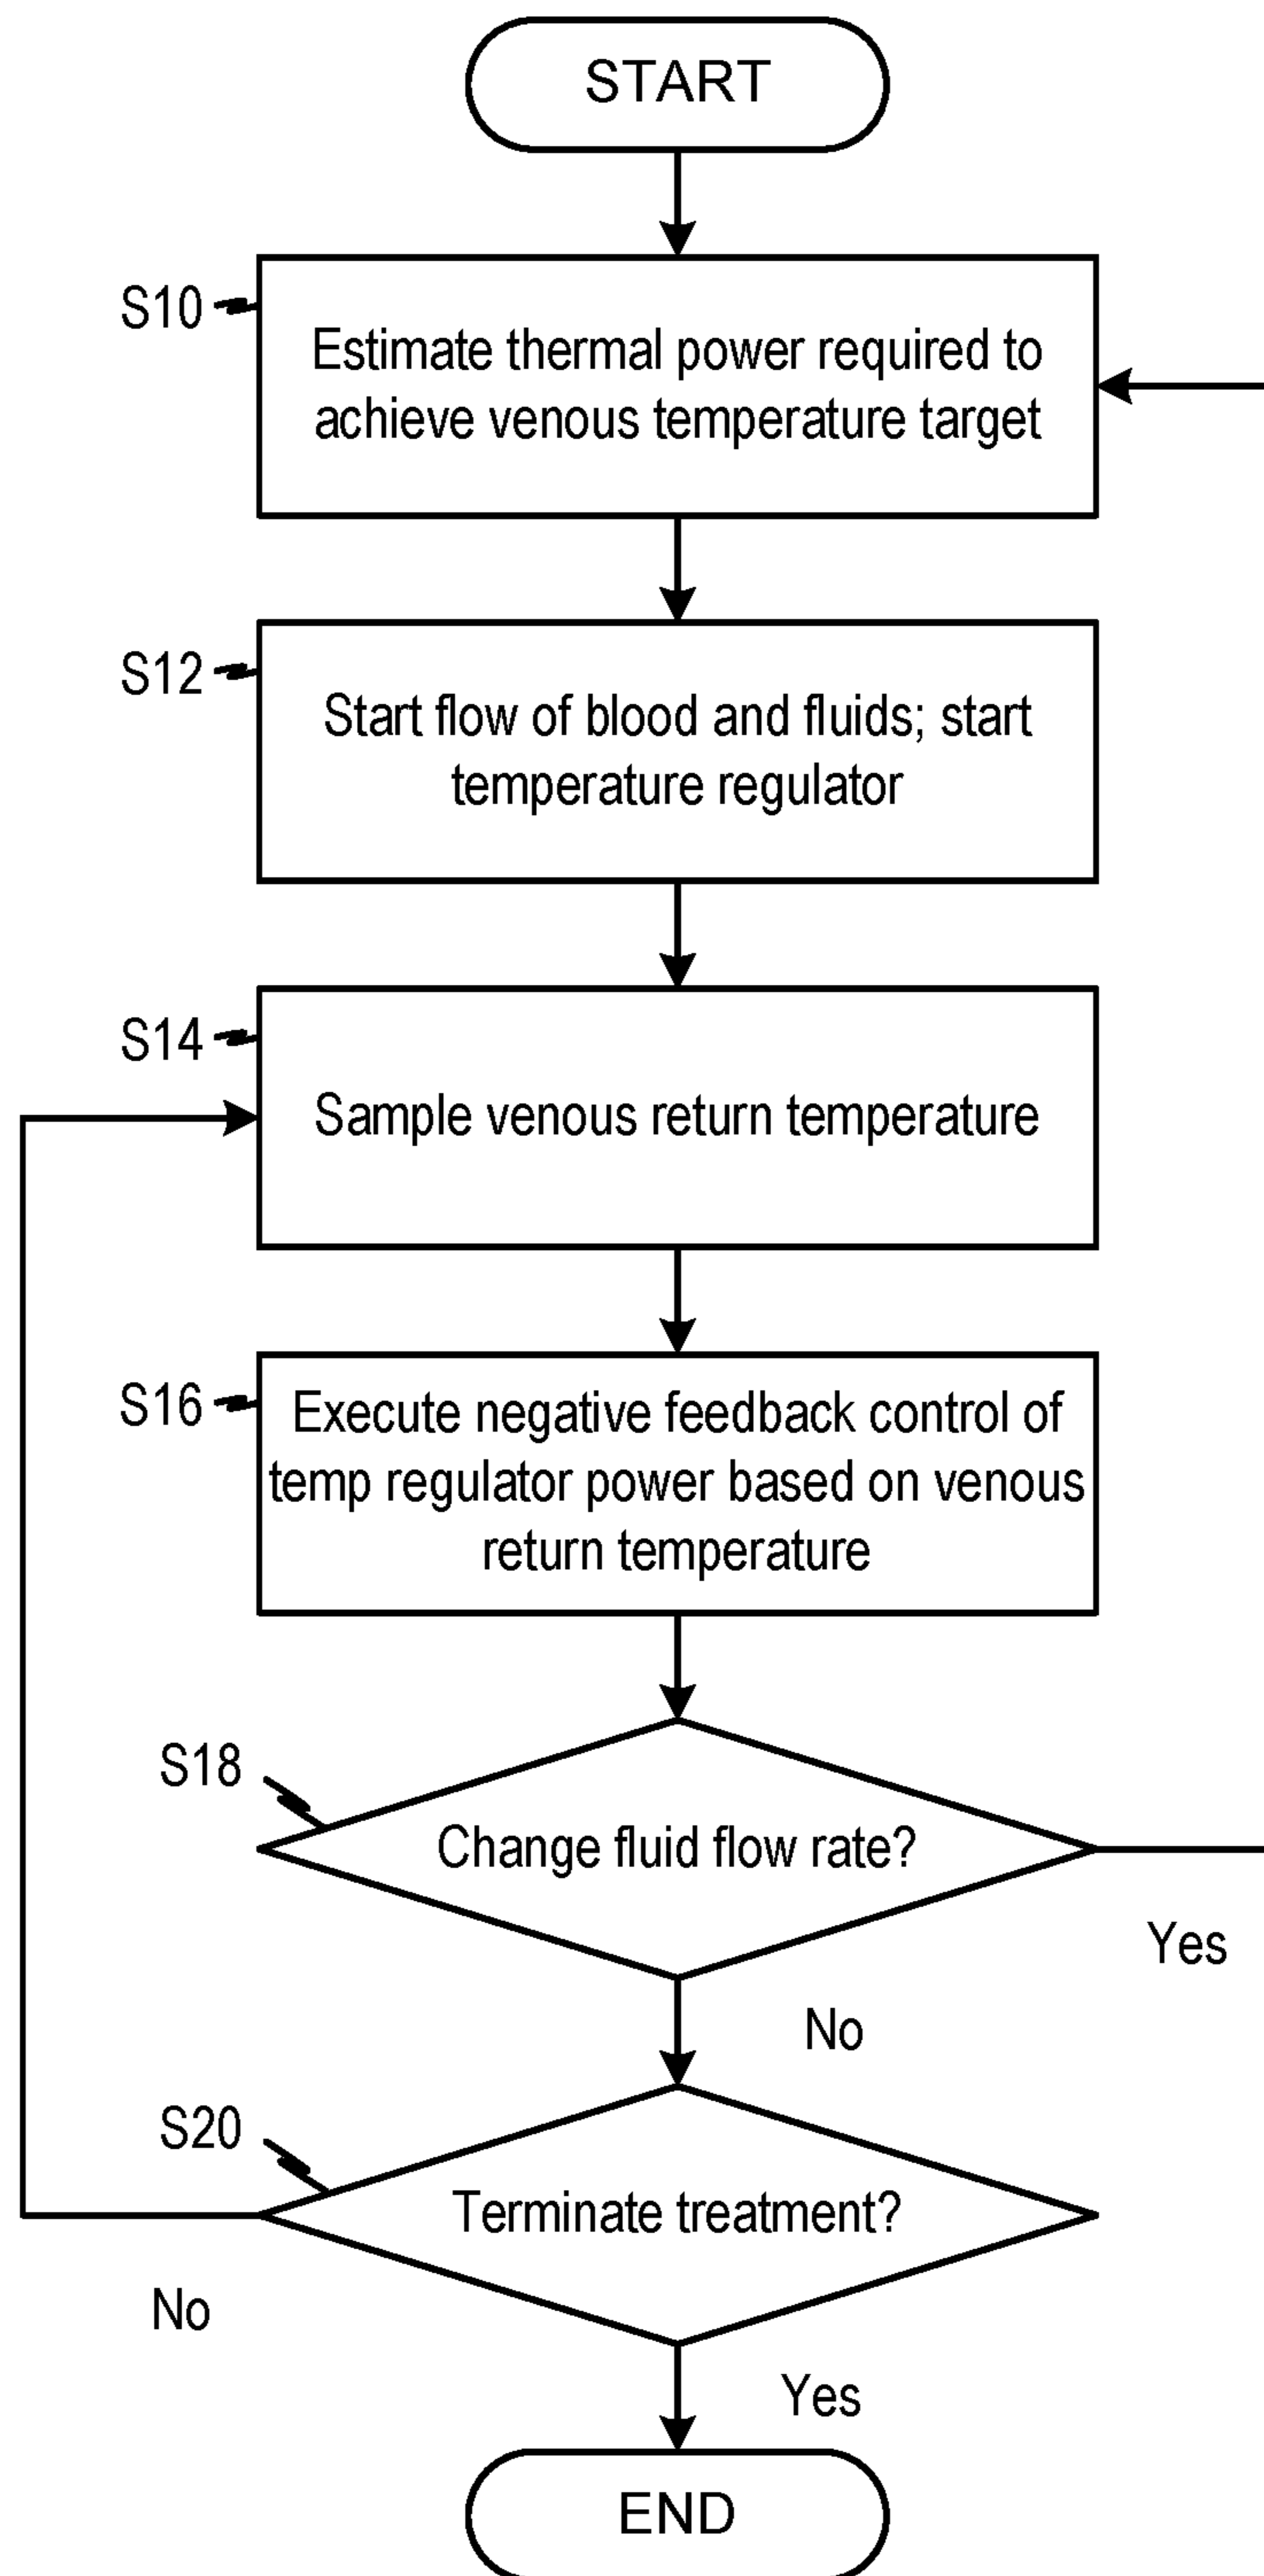 START
S10
Estimate thermal power required to
achieve venous temperature target
S12
Start flow of blood and fluids; start
temperature regulator
S14
Sample venous return temperature
S16
Execute negative feedback control of
temp regulator power based on venous
return temperature
S18
Change fluid flow rate?
Yes
No
S20
Terminate treatment?
No
Yes
END